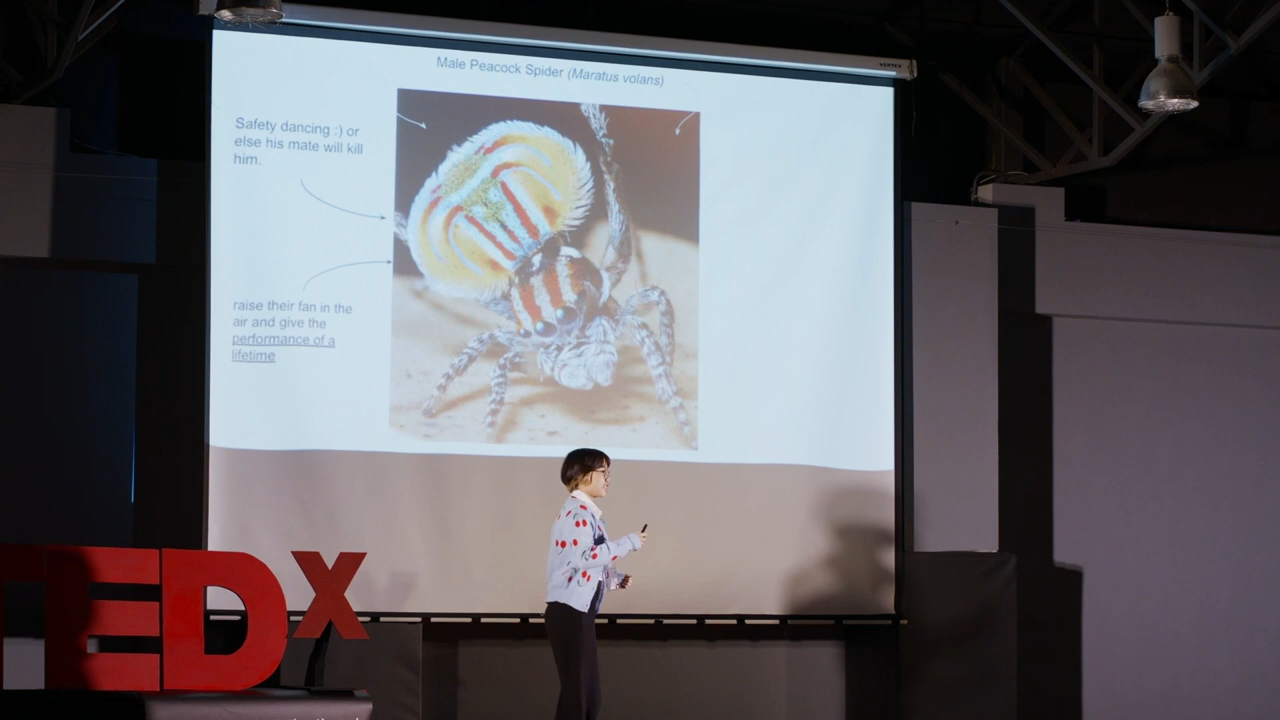 VERTEX
Male Peacock Spider (Maratus volans)
Safety dancing :) or
else his mate will kill
him.
raise their fan in the
air and give the
performance of a
lifetime
TEDx